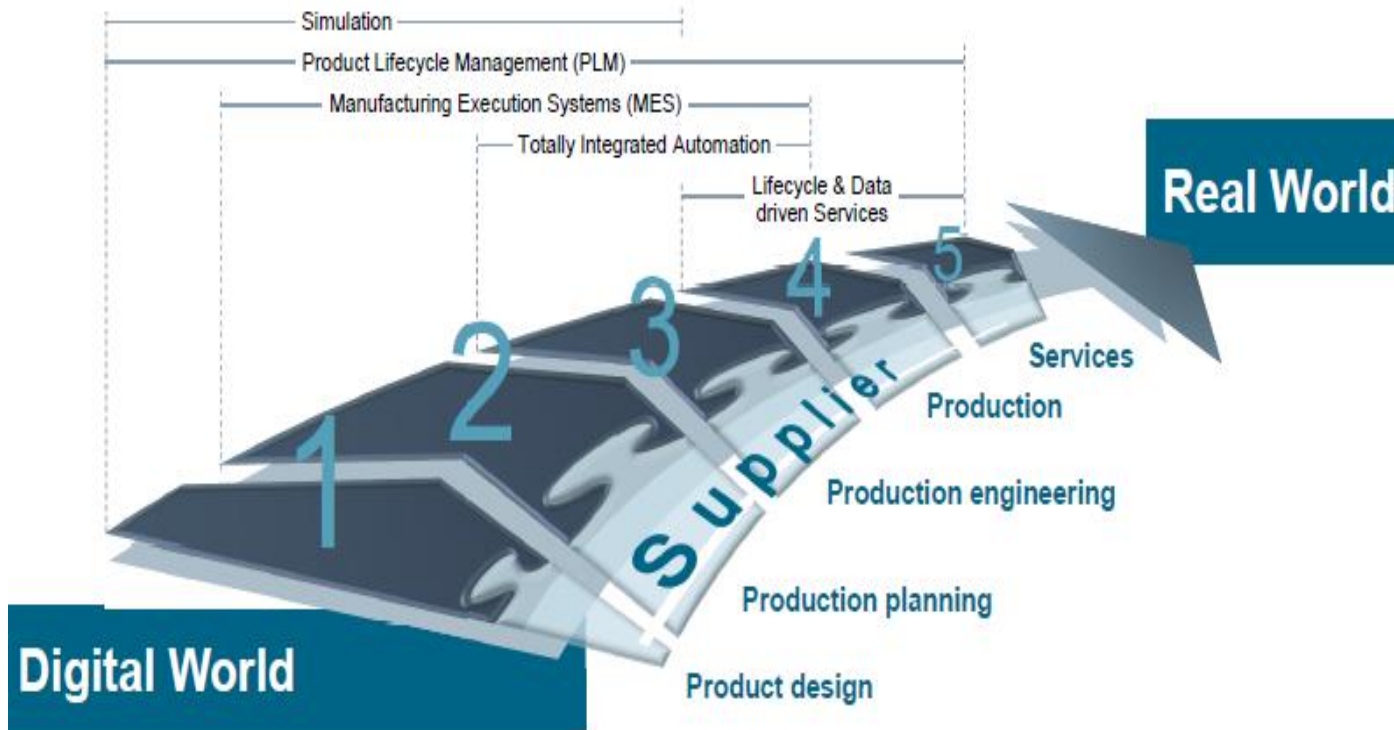 Simulation
Product Lifecycle Management (PLM)
Manufacturing Execution Systems (MES)
Totally Integrated Automation
Lifecycle & Data
driven Services
Real World
1
2
3
4
5
Supplier
Services
Production
Production engineering
Production planning
Product design
Digital World